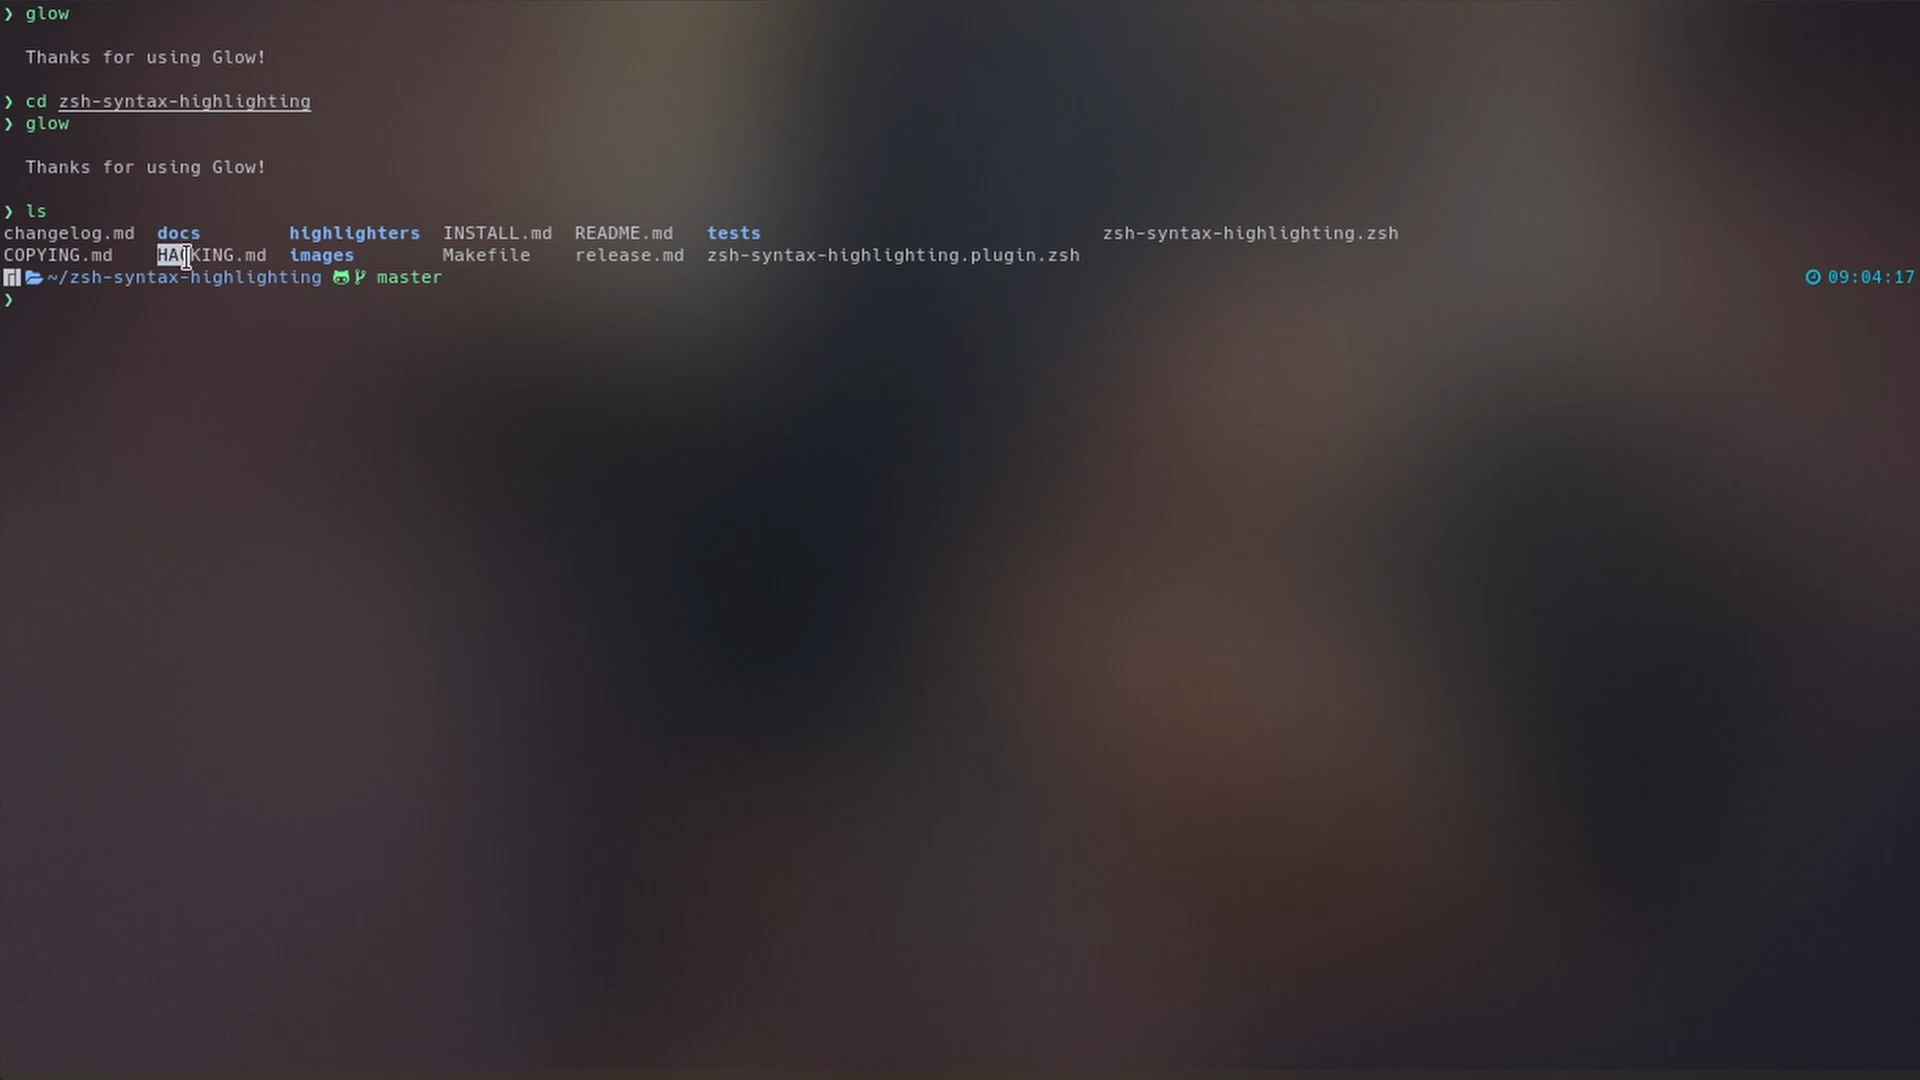 ❯ glow
Thanks for using Glow!
❯ cd zsh-syntax-highlighting
❯ glow
Thanks for using Glow!
❯ ls
changelog.md docs highlighters INSTALL.md README.md tests zsh-syntax-highlighting.zsh
COPYING.md HACKING.md images Makefile release.md zsh-syntax-highlighting.plugin.zsh
~/zsh-syntax-highlighting master 09:04:17
❯